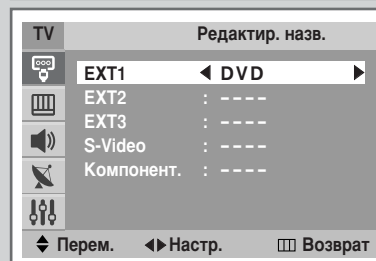 TV Редактир. назв.
EXT1 ◀ DVD ▶
EXT2 : ----
EXT3 : ----
S-Video : ----
Компонент. : ----
Перем. Настр. Возврат